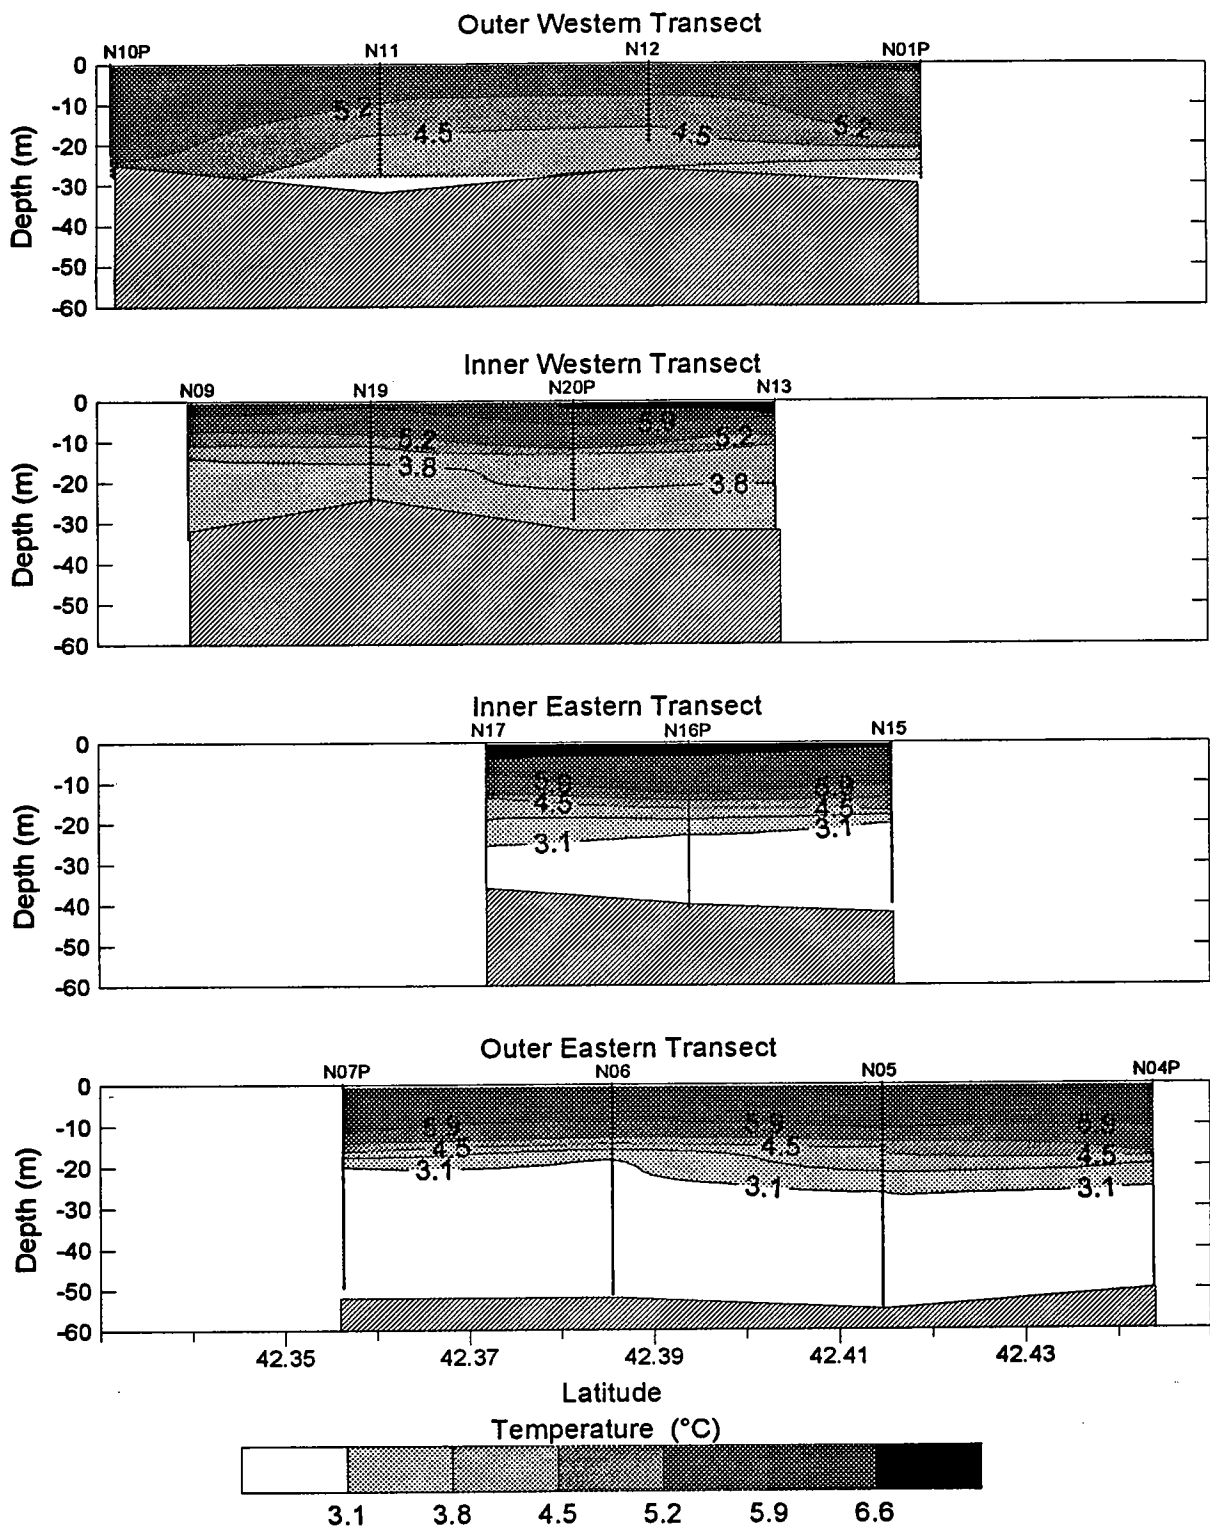 Outer Western Transect
N10P N11 N12 N01P
0
-10
-20
-30
-40
-50
-60
Depth (m)
5.2 4.5 4.5 5.2
Inner Western Transect
N09 N19 N20P N13
0
-10
-20
-30
-40
-50
-60
Depth (m)
5.9
5.2 5.2
3.8 3.8
Inner Eastern Transect
N17 N16P N15
0
-10
-20
-30
-40
-50
-60
Depth (m)
5.9 5.9
4.5 4.5
3.1 3.1
Outer Eastern Transect
N07P N06 N05 N04P
0
-10
-20
-30
-40
-50
-60
Depth (m)
5.9 5.9 5.9
4.5 4.5 4.5
3.1 3.1 3.1
42.35 42.37 42.39 42.41 42.43
Latitude
Temperature (°C)
3.1 3.8 4.5 5.2 5.9 6.6